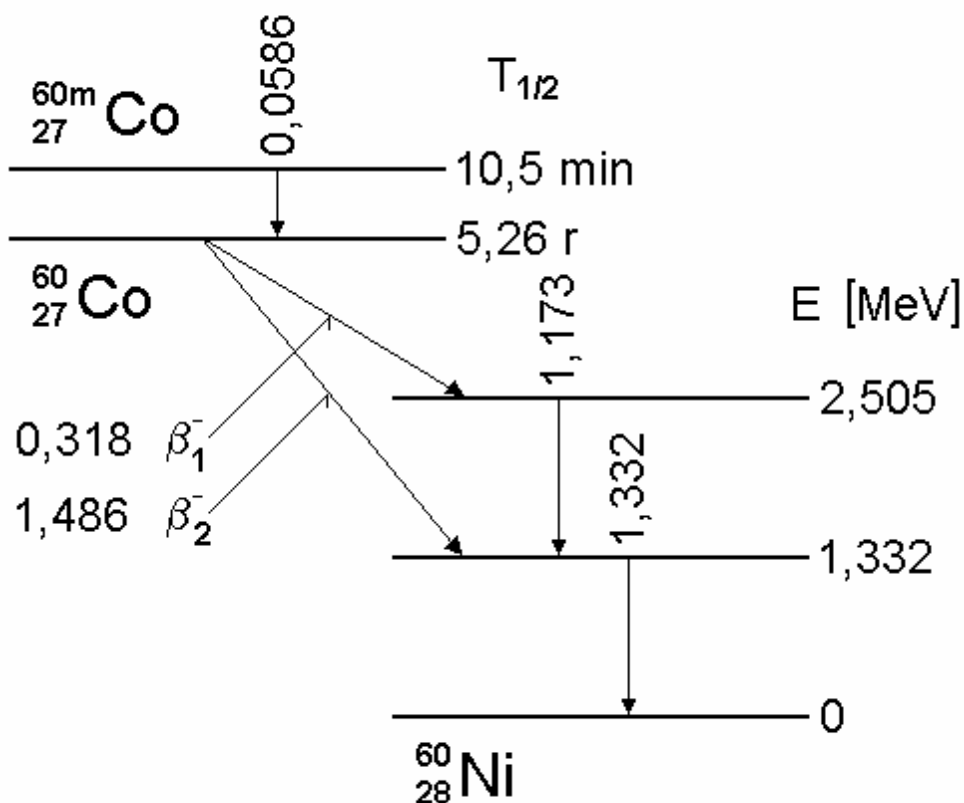 0,0586
T1/2
60m
27 Co
10,5 min
5,26 r
60
27 Co
1,173
E [MeV]
2,505
0,318 β1-
1,332
1,486 β2-
1,332
0
60
28 Ni